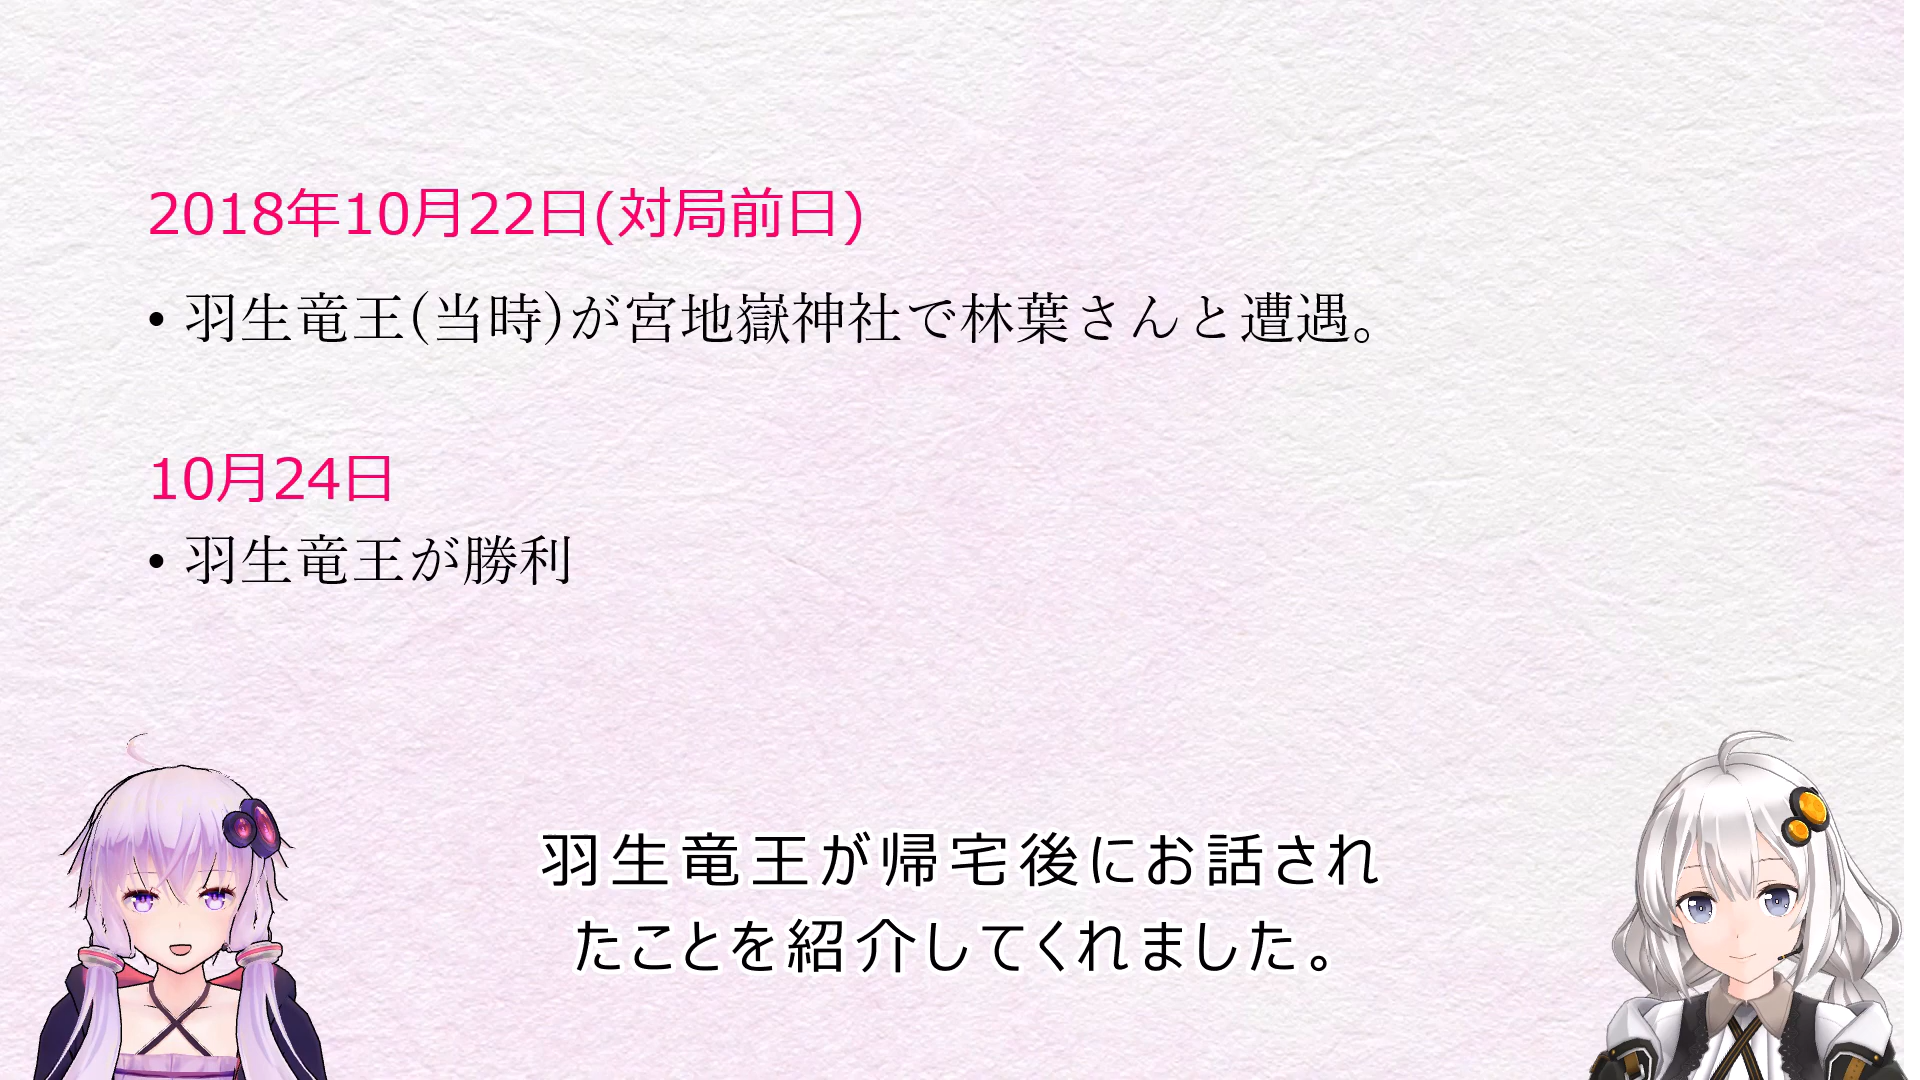 2018年10月22日(対局前日)
• 羽生竜王(当時)が宮地嶽神社で林葉さんと遭遇。
10月24日
• 羽生竜王が勝利
羽生竜王が帰宅後にお話され
たことを紹介してくれました。